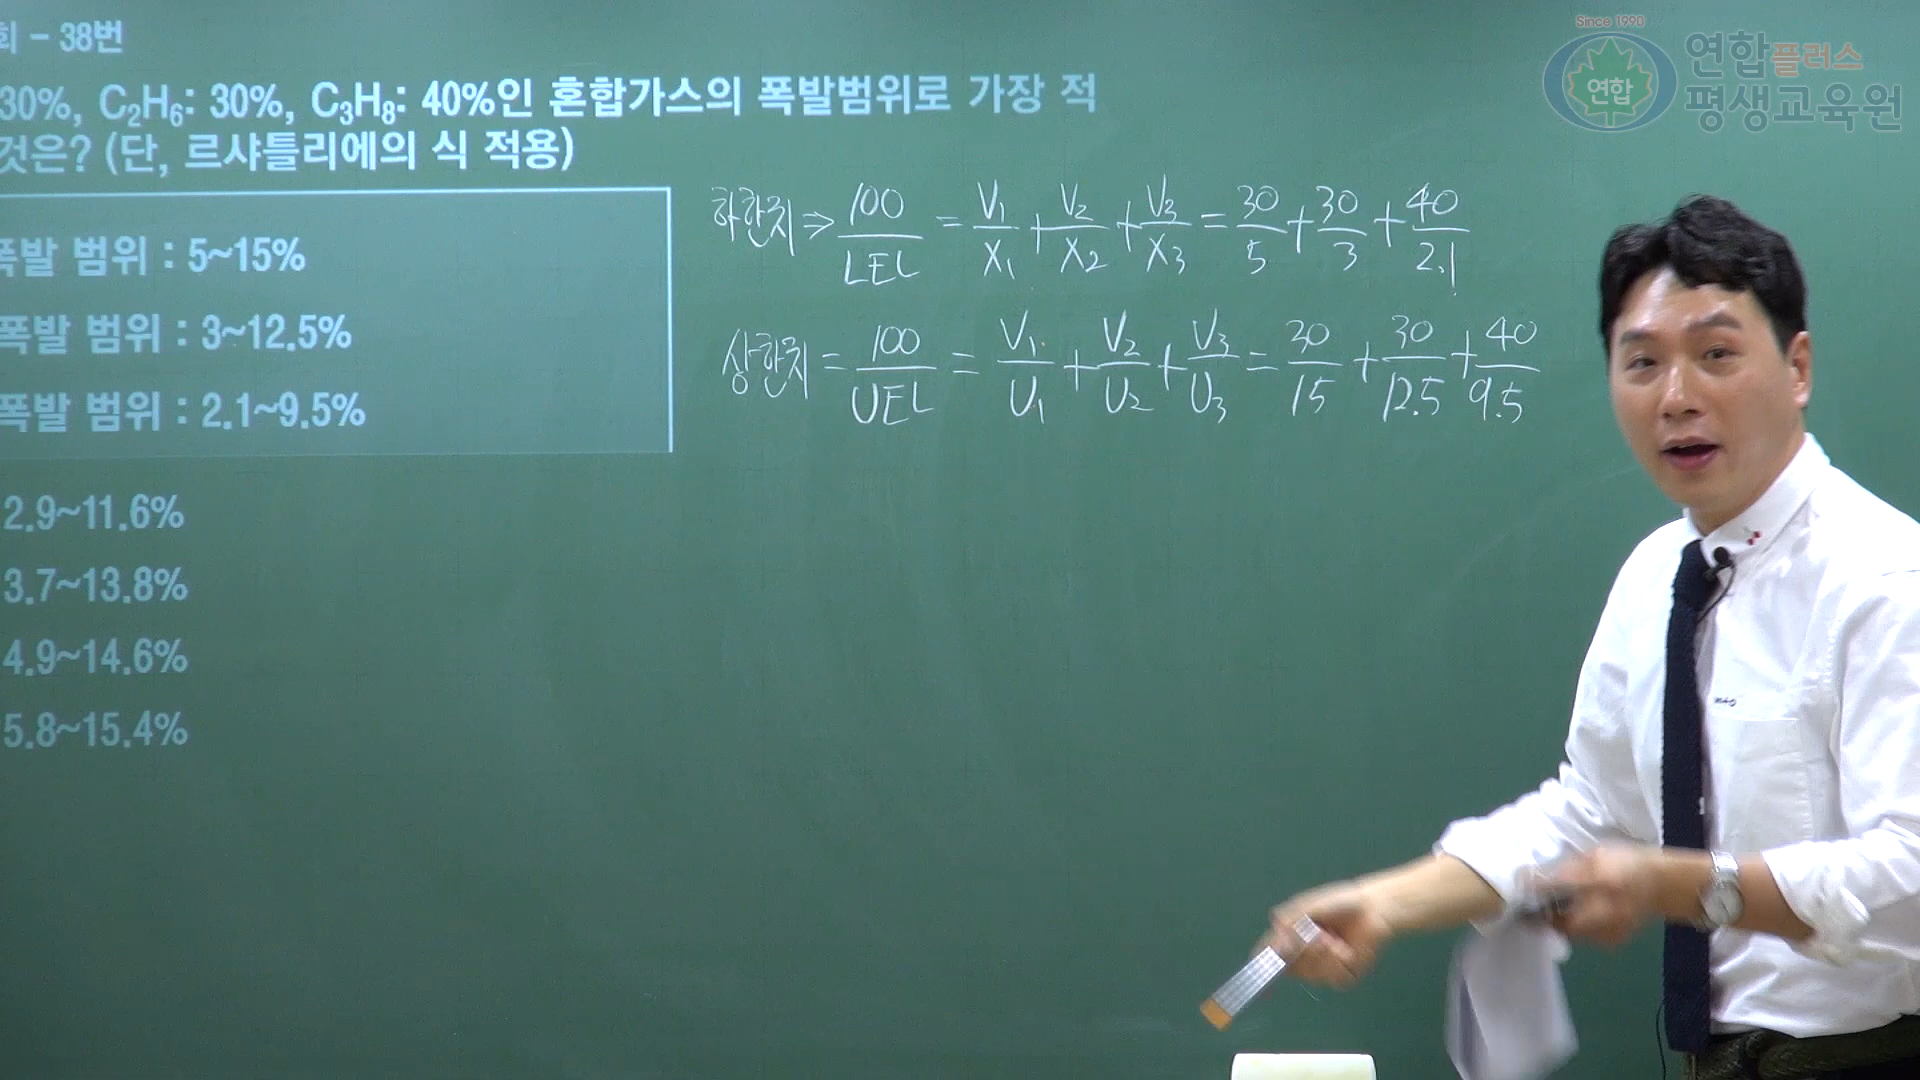 회 - 38번
30%, C₂H₆: 30%, C₃H₈: 40%인 혼합가스의 폭발범위로 가장 적
것은? (단, 르샤틀리에의 식 적용)
폭발 범위 : 5~15%
폭발 범위 : 3~12.5%
폭발 범위 : 2.1~9.5%
2.9~11.6%
3.7~13.8%
4.9~14.6%
5.8~15.4%
하한치 ⇒ 100/LEL = V₁/X₁ + V₂/X₂ + V₃/X₃ = 30/5 + 30/3 + 40/2.1
상한치 = 100/UEL = V₁/U₁ + V₂/U₂ + V₃/U₃ = 30/15 + 30/12.5 + 40/9.5
Since 1990
연합
연합플러스
평생교육원